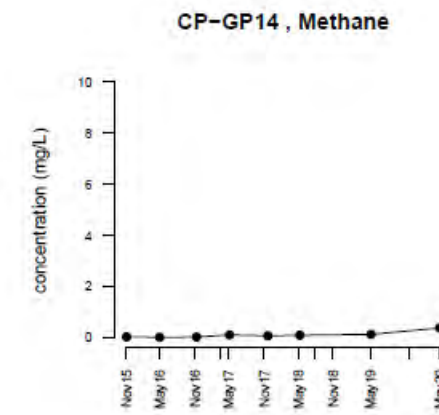 CP−GP14 , Methane
concentration (mg/L)
10
8
6
4
2
0
Nov 15
May 16
Nov 16
May 17
Nov 17
May 18
Nov 18
May 19